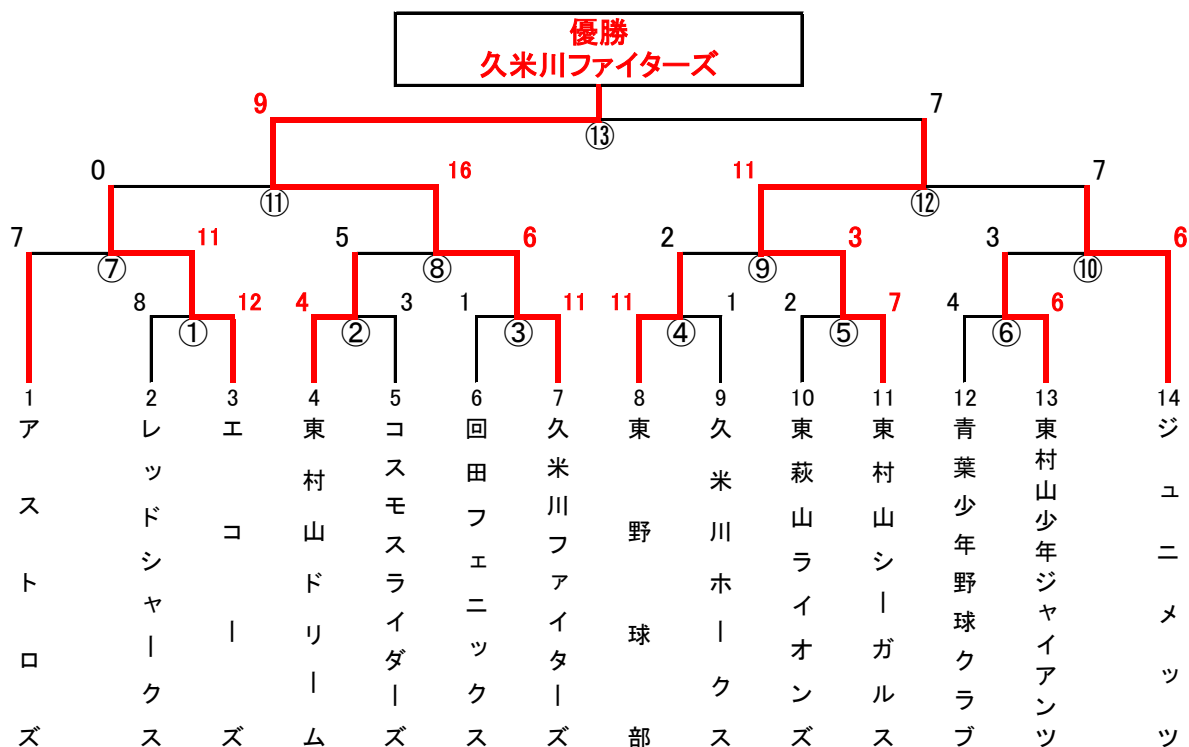 優勝
久米川ファイターズ
9 7
⑬
0 16 11 7
⑪ ⑫
7 11 5 6 2 3 3 6
⑦ ⑧ ⑨ ⑩
8 12 4 3 1 11 11 1 2 7 4 6
① ② ③ ④ ⑤ ⑥
1 2 3 4 5 6 7 8 9 10 11 12 13 14
アストロズ
レッドシャークス
エコーズ
東村山ドリーム
コスモスライダーズ
回田フェニックス
久米川ファイターズ
東野球部
久米川ホークス
東萩山ライオンズ
東村山シーガルス
青葉少年野球クラブ
東村山少年ジャイアンツ
ジュニメッツ